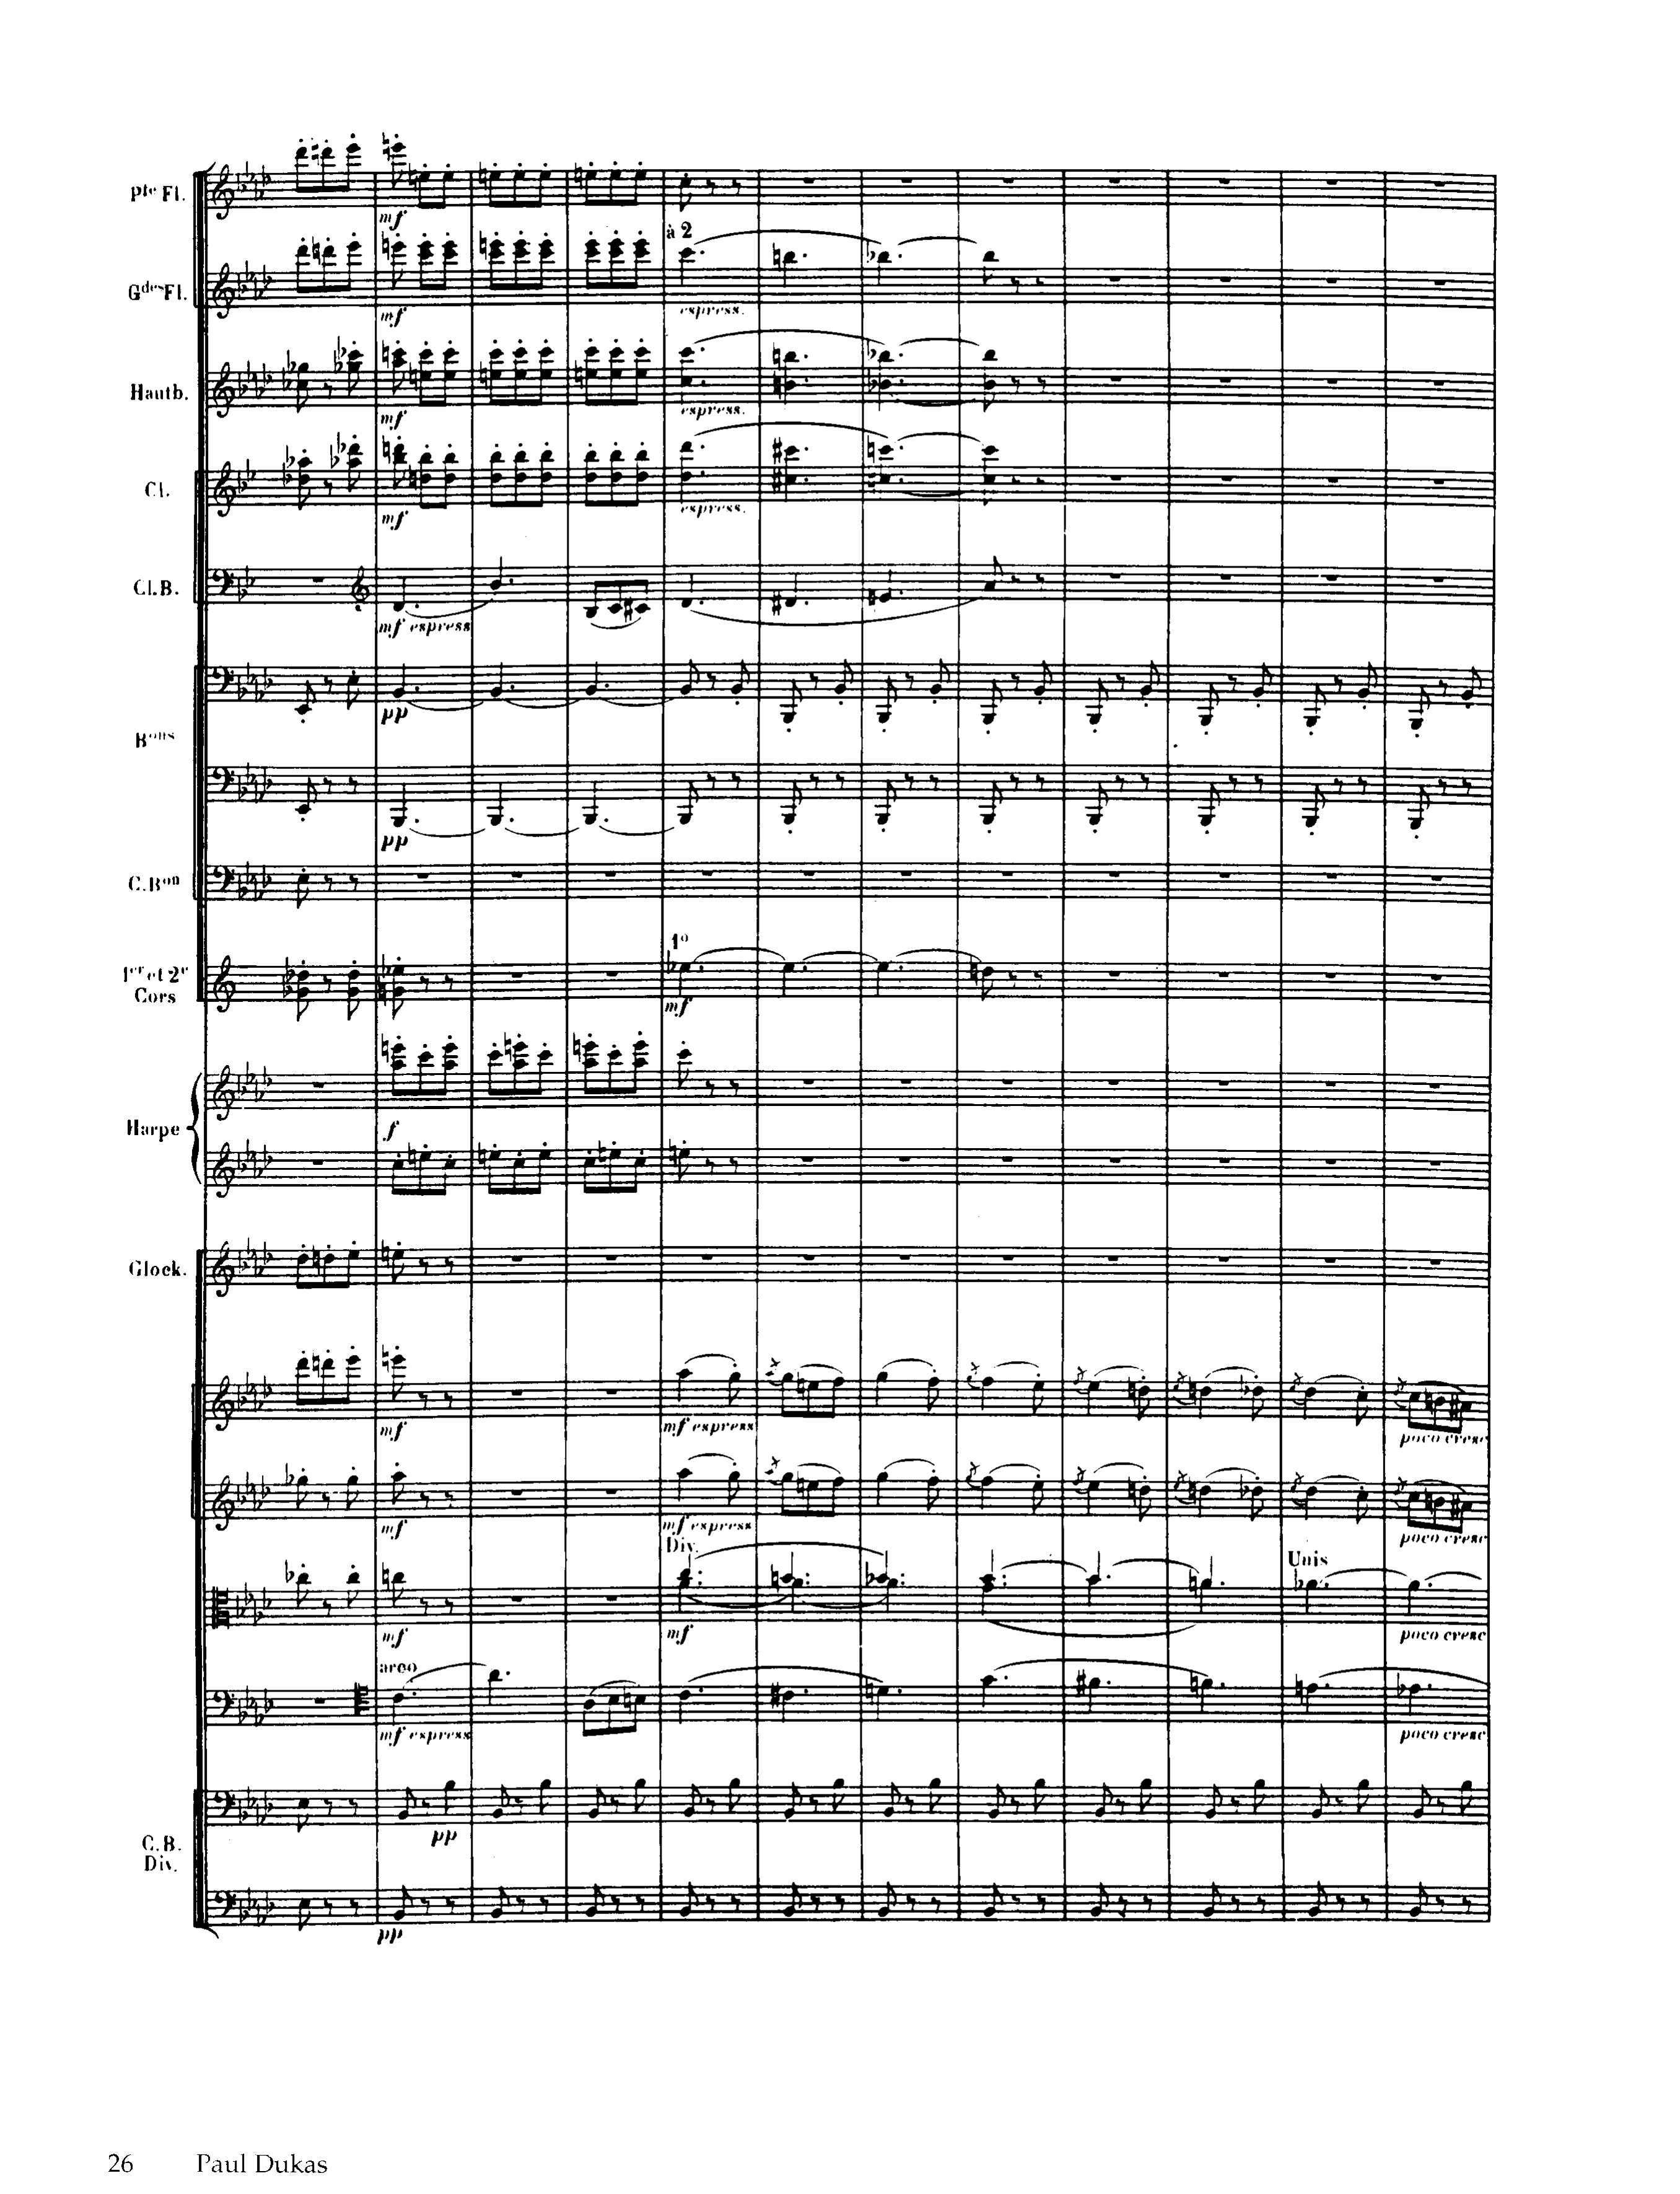 pte Fl.
mf
à 2
Gdes Fl.
mf
espress.
Hautb.
mf
espress.
Cl.
mf
espress.
Cl.B.
mf espress
pp
Bons
pp
C.Bon
1o
1er et 2e
Cors
mf
f
Harpe
Glock.
mf
mf espress
poco cresc
mf
mf espress
poco cresc
Div.
Unis
mf
mf
poco cresc
arco
mf espress
poco cresc
pp
C.B.
Div.
pp
26 Paul Dukas